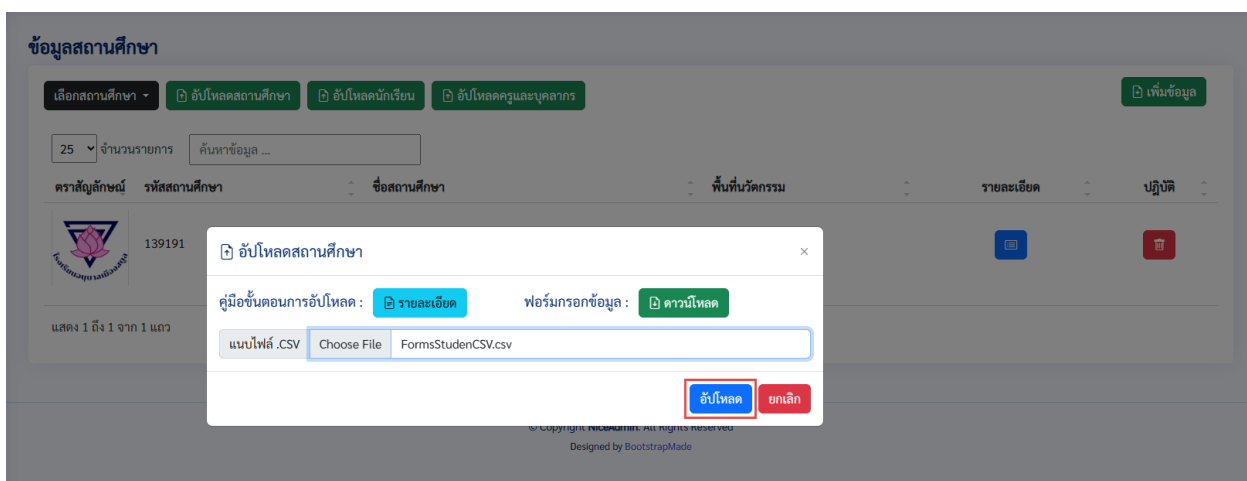 ข้อมูลสถานศึกษา
เลือกสถานศึกษา อัปโหลดสถานศึกษา อัปโหลดนักเรียน อัปโหลดครูและบุคลากร เพิ่มข้อมูล
25 จำนวนรายการ ค้นหาข้อมูล ...
ตราสัญลักษณ์ รหัสสถานศึกษา ชื่อสถานศึกษา พื้นที่นวัตกรรม รายละเอียด ปฏิบัติ
139191
อัปโหลดสถานศึกษา ×
คู่มือขั้นตอนการอัปโหลด : รายละเอียด ฟอร์มกรอกข้อมูล : ดาวน์โหลด
แสดง 1 ถึง 1 จาก 1 แถว
แนบไฟล์ .CSV Choose File FormsStudenCSV.csv
อัปโหลด ยกเลิก
© Copyright NiceAdmin. All Rights Reserved
Designed by BootstrapMade